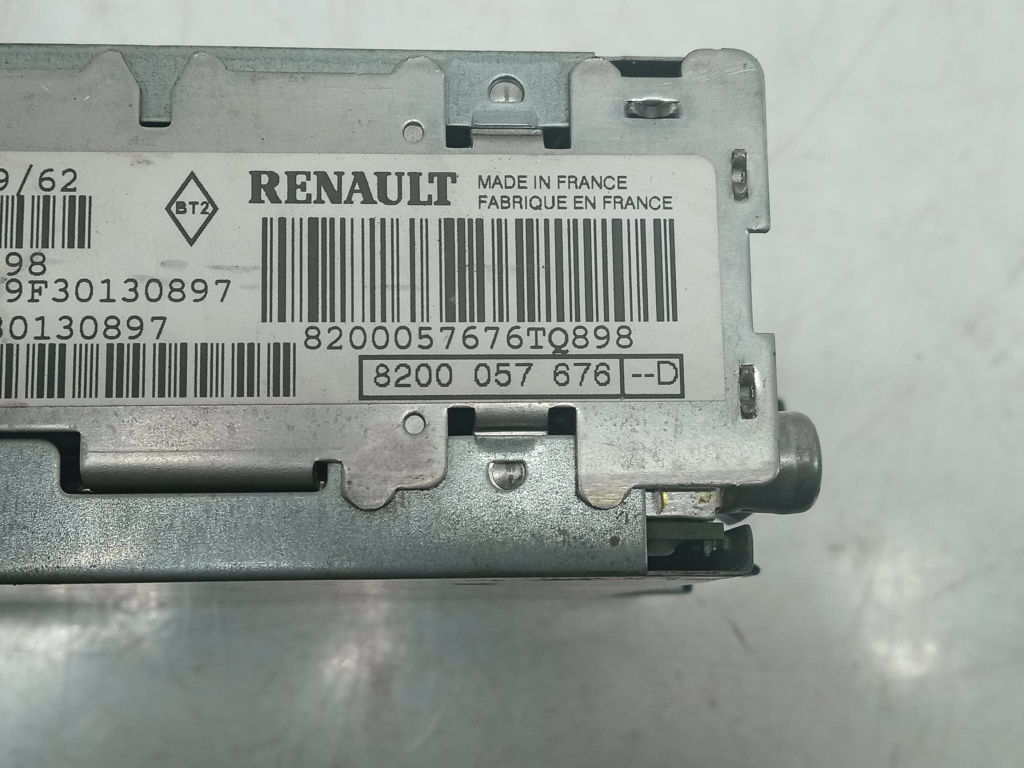 9/62
BT2
RENAULT
MADE IN FRANCE
FABRIQUE EN FRANCE
98
9F30130897
30130897
8200057676TQ898
8200 057 676 --D